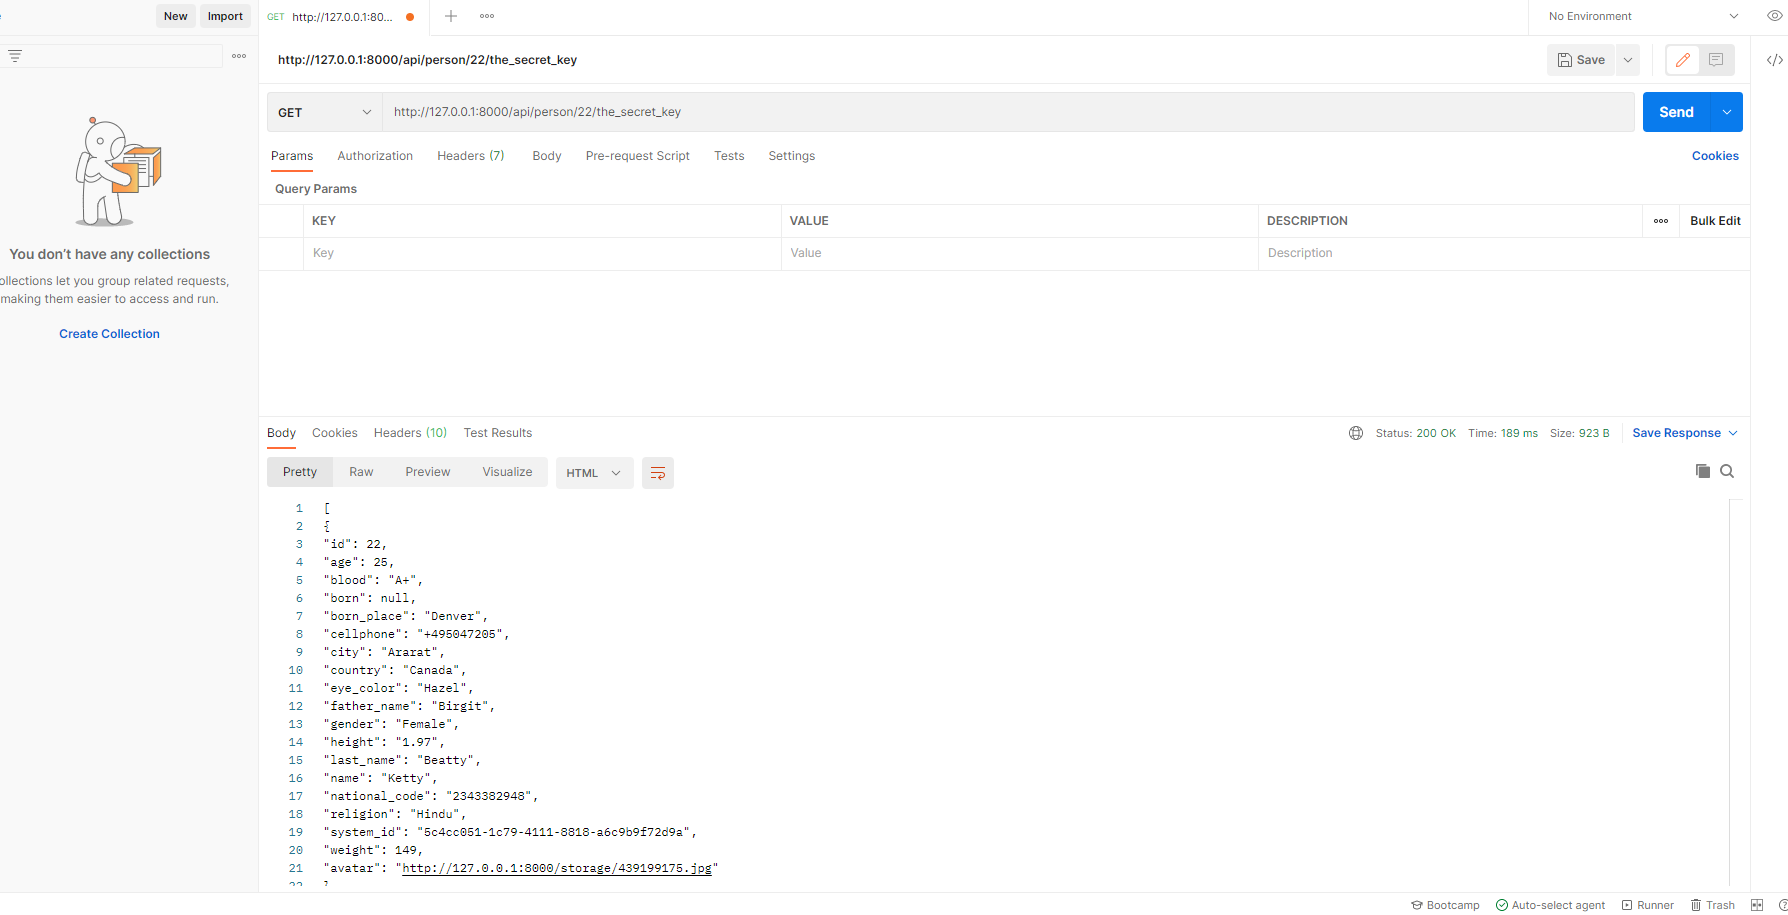 New Import GET http://127.0.0.1:80... No Environment
http://127.0.0.1:8000/api/person/22/the_secret_key Save
GET http://127.0.0.1:8000/api/person/22/the_secret_key Send
Params Authorization Headers (7) Body Pre-request Script Tests Settings Cookies
Query Params
KEY VALUE DESCRIPTION Bulk Edit
Key Value Description
You don't have any collections
ollections let you group related requests,
making them easier to access and run.
Create Collection
Body Cookies Headers (10) Test Results Status: 200 OK Time: 189 ms Size: 923 B Save Response
Pretty Raw Preview Visualize HTML
1 [
2 {
3 "id": 22,
4 "age": 25,
5 "blood": "A+",
6 "born": null,
7 "born_place": "Denver",
8 "cellphone": "+495047205",
9 "city": "Ararat",
10 "country": "Canada",
11 "eye_color": "Hazel",
12 "father_name": "Birgit",
13 "gender": "Female",
14 "height": "1.97",
15 "last_name": "Beatty",
16 "name": "Ketty",
17 "national_code": "2343382948",
18 "religion": "Hindu",
19 "system_id": "5c4cc051-1c79-4111-8818-a6c9b9f72d9a",
20 "weight": 149,
21 "avatar": "http://127.0.0.1:8000/storage/439199175.jpg"
22 }
Bootcamp Auto-select agent Runner Trash